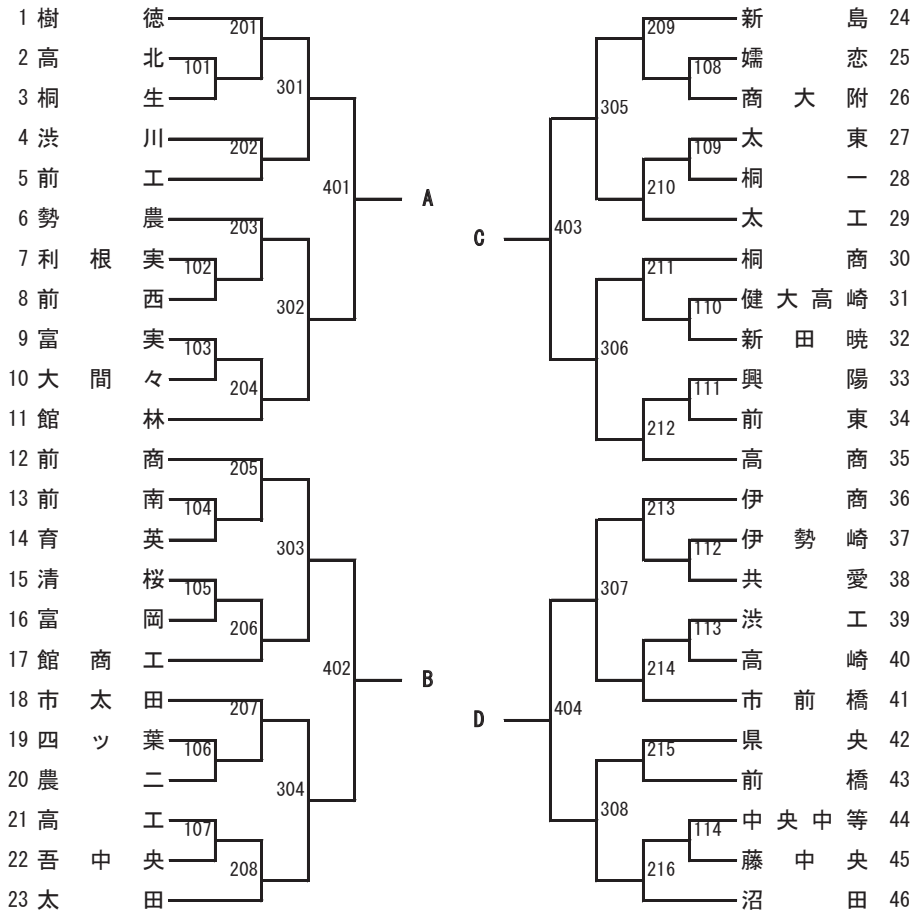 1 樹徳
2 高北
3 桐生
4 渋川
5 前工
6 勢農
7 利根実
8 前西
9 富実
10 大間々
11 館林
12 前商
13 前南
14 育英
15 清桜
16 富岡
17 館商工
18 市太田
19 四ッ葉
20 農二
21 高工
22 吾中央
23 太田
201
101
202
203
102
103
204
205
104
105
206
207
106
107
208
301
302
303
304
401
402
A
B
C
D
403
404
305
306
307
308
209
108
109
210
211
110
111
212
213
112
113
214
215
114
216
新島 24
嬬恋 25
商大附 26
太東 27
桐一 28
太工 29
桐商 30
健大高崎 31
新田暁 32
興陽 33
前東 34
高商 35
伊商 36
伊勢崎 37
共愛 38
渋工 39
高崎 40
市前橋 41
県央 42
前橋 43
中央中等 44
藤中央 45
沼田 46